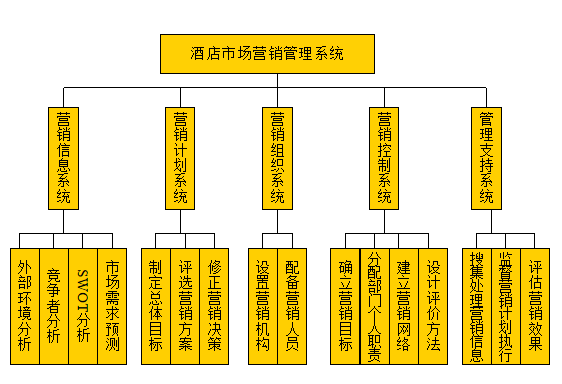 酒店市场营销管理系统
营销信息系统
营销计划系统
营销组织系统
营销控制系统
管理支持系统
外部环境分析
竞争者分析
SWOT分析
市场需求预测
制定总体目标
评选营销方案
修正营销决策
设置营销机构
配备营销人员
确立营销目标
分配部门个人职责
建立营销网络
设计评价方法
搜集处理营销信息
监督营销计划执行
评估营销效果